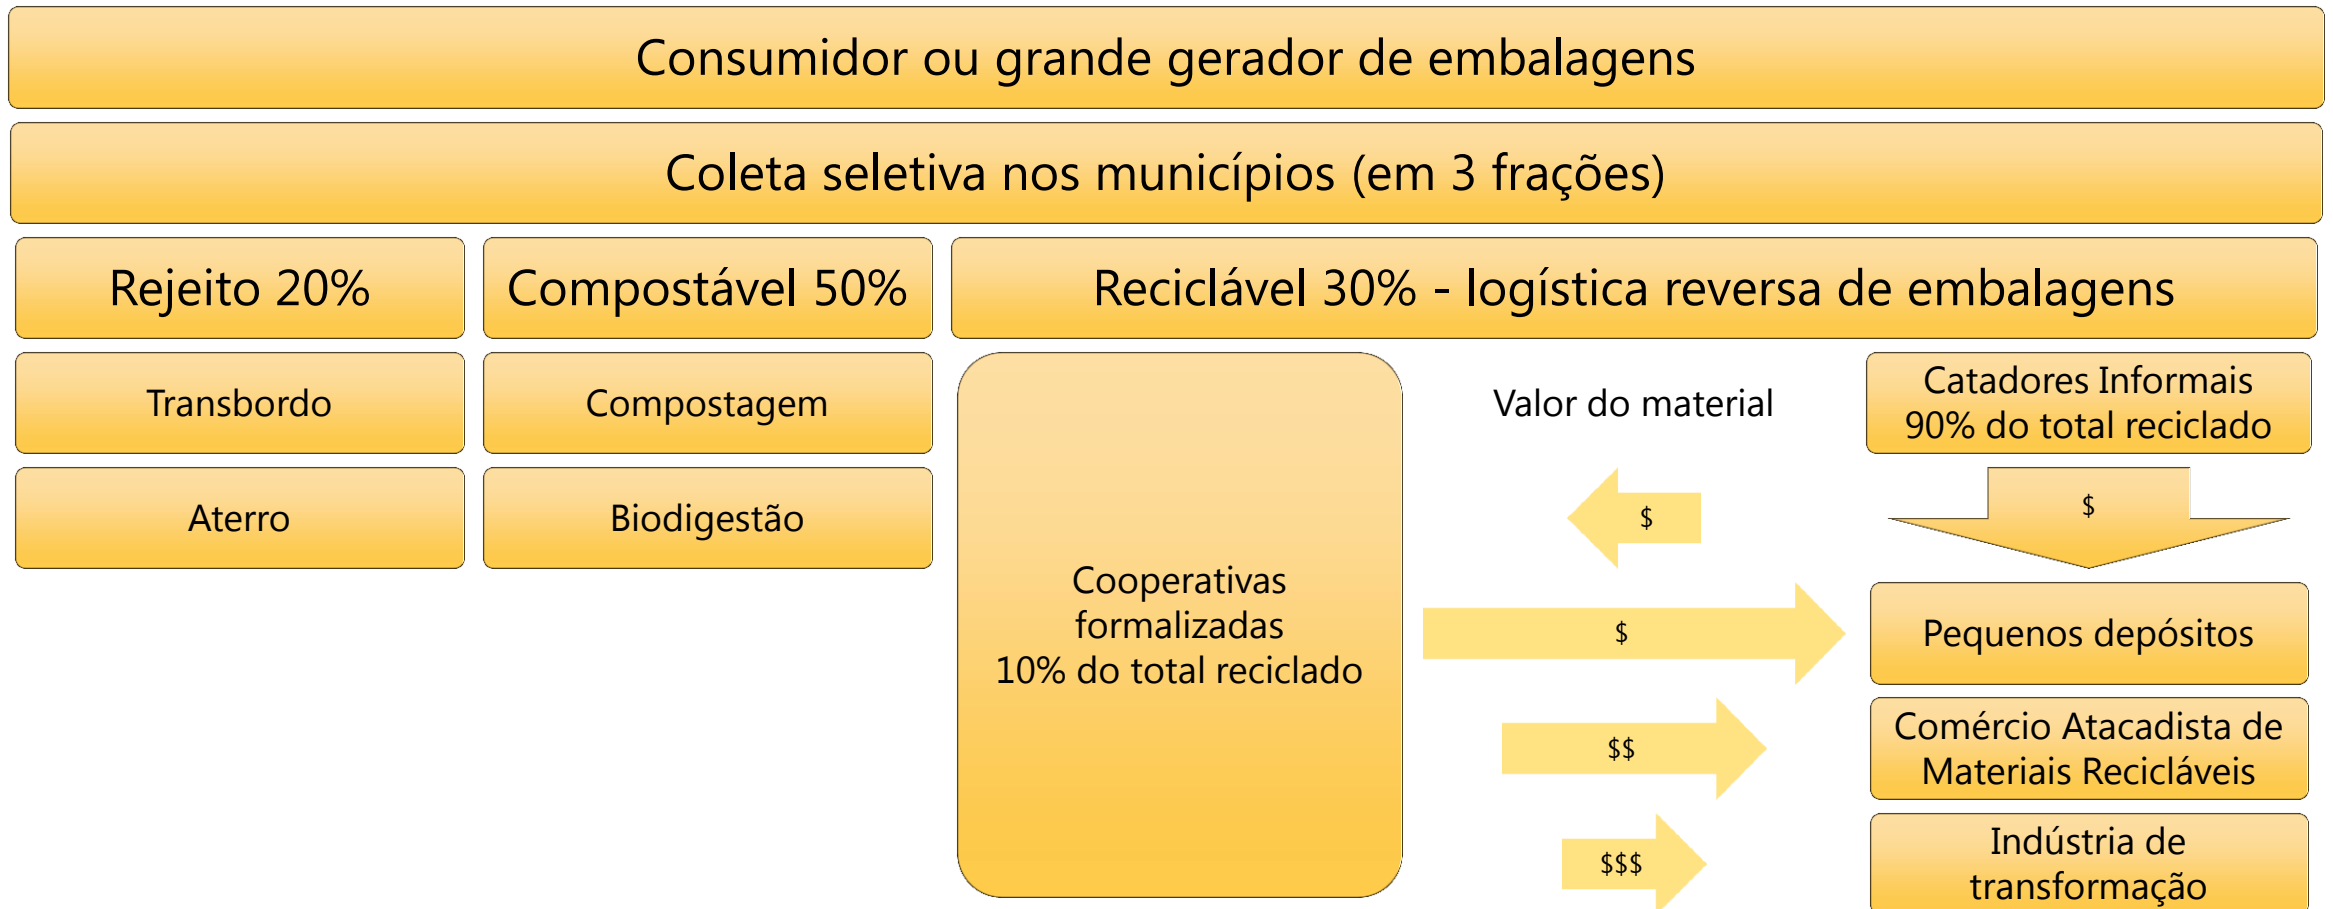 Consumidor ou grande gerador de embalagens
Coleta seletiva nos municípios (em 3 frações)
Rejeito 20%
Compostável 50%
Reciclável 30% - logística reversa de embalagens
Transbordo
Aterro
Compostagem
Biodigestão
Cooperativas
formalizadas
10% do total reciclado
Valor do material
$
$
$$
$$$
Catadores Informais
90% do total reciclado
$
Pequenos depósitos
Comércio Atacadista de
Materiais Recicláveis
Indústria de
transformação